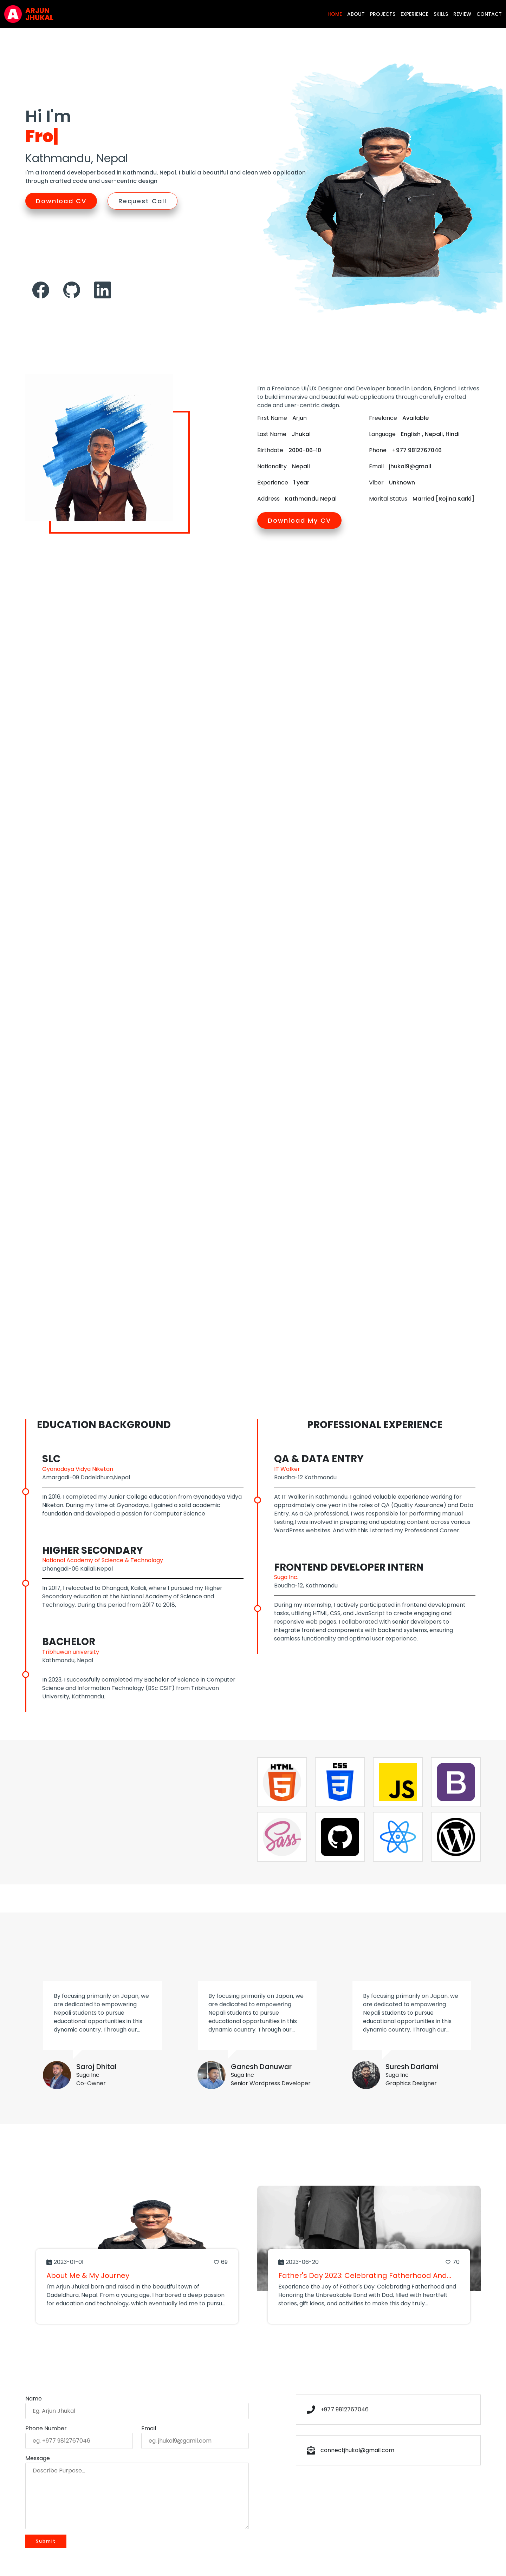 ARJUN
JHUKAL
HOME ABOUT PROJECTS EXPERIENCE SKILLS REVIEW CONTACT
Hi I'm
Fro
Kathmandu, Nepal
I'm a frontend developer based in Kathmandu, Nepal. I build a beautiful and clean web application
through crafted code and user-centric design
Download CV
Request Call
I'm a Freelance UI/UX Designer and Developer based in London, England. I strives
to build immersive and beautiful web applications through carefully crafted
code and user-centric design.
First Name Arjun
Freelance Available
Last Name Jhukal
Language English , Nepali, Hindi
Birthdate 2000-06-10
Phone +977 9812767046
Nationality Nepali
Email jhukal9@gmail
Experience 1 year
Viber Unknown
Address Kathmandu Nepal
Marital Status Married [Rojina Karki]
Download My CV
EDUCATION BACKGROUND
SLC
Gyanodaya Vidya Niketan
Amargadi-09 Dadeldhura,Nepal
In 2016, I completed my Junior College education from Gyanodaya Vidya
Niketan. During my time at Gyanodaya, I gained a solid academic
foundation and developed a passion for Computer Science
HIGHER SECONDARY
National Academy of Science & Technology
Dhangadi-06 Kailali,Nepal
In 2017, I relocated to Dhangadi, Kailali, where I pursued my Higher
Secondary education at the National Academy of Science and
Technology. During this period from 2017 to 2018,
BACHELOR
Tribhuwan university
Kathmandu, Nepal
In 2023, I successfully completed my Bachelor of Science in Computer
Science and Information Technology (BSc CSIT) from Tribhuvan
University, Kathmandu.
PROFESSIONAL EXPERIENCE
QA & DATA ENTRY
IT Walker
Boudha-12 Kathmandu
At IT Walker in Kathmandu, I gained valuable experience working for
approximately one year in the roles of QA (Quality Assurance) and Data
Entry. As a QA professional, I was responsible for performing manual
testing,I was involved in preparing and updating content across various
WordPress websites. And with this I started my Professional Career.
FRONTEND DEVELOPER INTERN
Suga Inc.
Boudha-12, Kathmandu
During my internship, I actively participated in frontend development
tasks, utilizing HTML, CSS, and JavaScript to create engaging and
responsive web pages. I collaborated with senior developers to
integrate frontend components with backend systems, ensuring
seamless functionality and optimal user experience.
HTML
CSS
JS
B
Sass
By focusing primarily on Japan, we
are dedicated to empowering
Nepali students to pursue
educational opportunities in this
dynamic country. Through our...
Saroj Dhital
Suga Inc
Co-Owner
By focusing primarily on Japan, we
are dedicated to empowering
Nepali students to pursue
educational opportunities in this
dynamic country. Through our...
Ganesh Danuwar
Suga Inc
Senior Wordpress Developer
By focusing primarily on Japan, we
are dedicated to empowering
Nepali students to pursue
educational opportunities in this
dynamic country. Through our...
Suresh Darlami
Suga Inc
Graphics Designer
2023-01-01 69
About Me & My Journey
I'm Arjun Jhukal born and raised in the beautiful town of
Dadeldhura, Nepal. From a young age, I harbored a deep passion
for education and technology, which eventually led me to pursu...
2023-06-20 70
Father's Day 2023: Celebrating Fatherhood And...
Experience the Joy of Father's Day: Celebrating Fatherhood and
Honoring the Unbreakable Bond with Dad, filled with heartfelt
stories, gift ideas, and activities to make this day truly...
Name
Eg. Arjun Jhukal
Phone Number
eg. +977 9812767046
Email
eg. jhukal9@gamil.com
Message
Describe Purpose...
Submit
+977 9812767046
connectjhukal@gmail.com